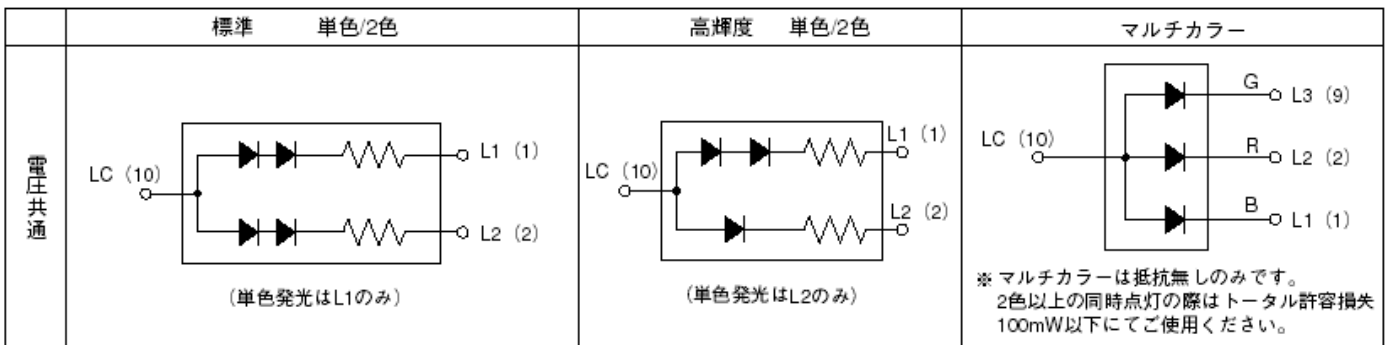 標準 単色/2色
高輝度 単色/2色
マルチカラー
電圧共通
LC (10)
L1 (1)
L2 (2)
(単色発光はL1のみ)
LC (10)
L1 (1)
L2 (2)
(単色発光はL2のみ)
LC (10)
G
L3 (9)
R
L2 (2)
B
L1 (1)
※ マルチカラーは抵抗無しのみです。
2色以上の同時点灯の際はトータル許容損失
100mW以下にてご使用ください。